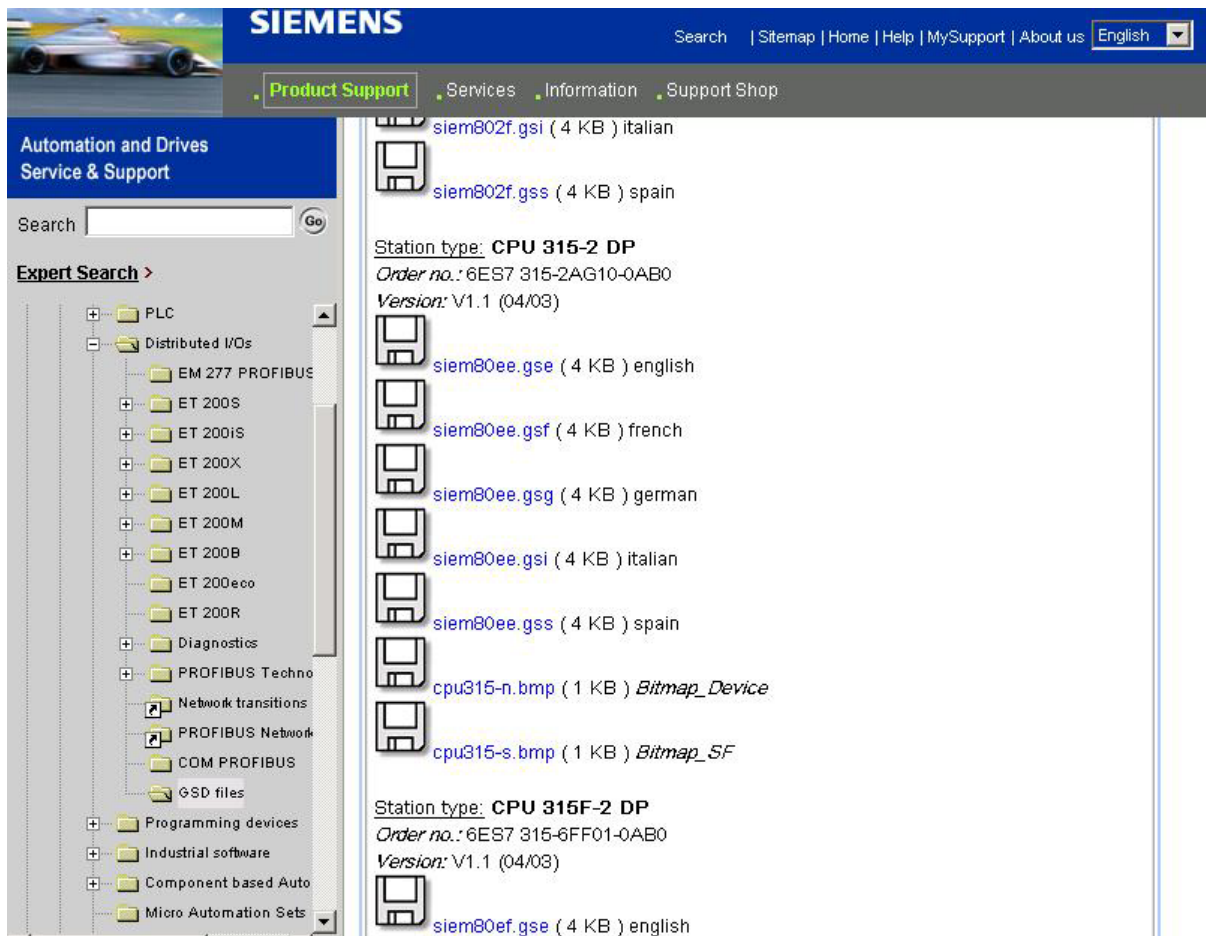 SIEMENS
Search | Sitemap | Home | Help | MySupport | About us English
Product Support Services Information Support Shop
Automation and Drives
Service & Support
Search Go
Expert Search >
PLC
Distributed I/Os
EM 277 PROFIBUS
ET 200S
ET 200iS
ET 200X
ET 200L
ET 200M
ET 200B
ET 200eco
ET 200R
Diagnostics
PROFIBUS Techno
Network transitions
PROFIBUS Network
COM PROFIBUS
GSD files
Programming devices
Industrial software
Component based Auto
Micro Automation Sets
siem802f.gsi ( 4 KB ) italian
siem802f.gss ( 4 KB ) spain
Station type: CPU 315-2 DP
Order no.: 6ES7 315-2AG10-0AB0
Version: V1.1 (04/03)
siem80ee.gse ( 4 KB ) english
siem80ee.gsf ( 4 KB ) french
siem80ee.gsg ( 4 KB ) german
siem80ee.gsi ( 4 KB ) italian
siem80ee.gss ( 4 KB ) spain
cpu315-n.bmp ( 1 KB ) Bitmap_Device
cpu315-s.bmp ( 1 KB ) Bitmap_SF
Station type: CPU 315F-2 DP
Order no.: 6ES7 315-6FF01-0AB0
Version: V1.1 (04/03)
siem80ef.gse ( 4 KB ) english